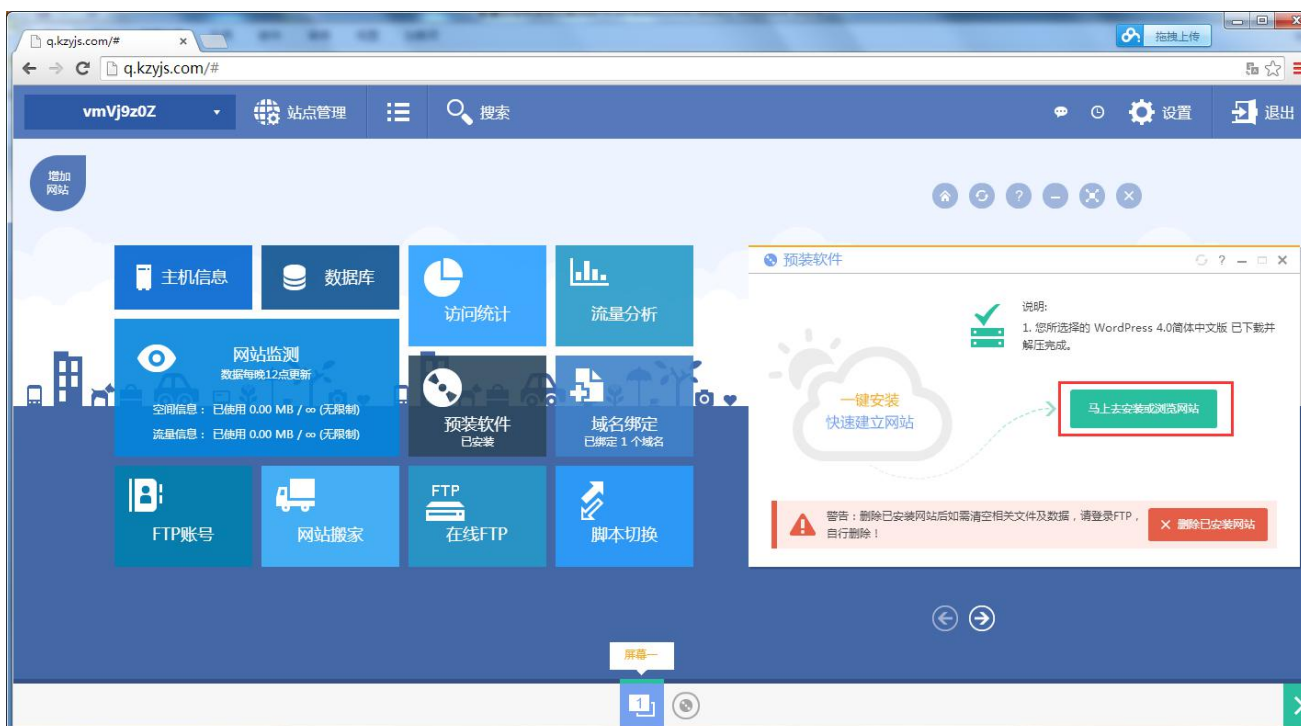 q.kzyjs.com/#
拖拽上传
q.kzyjs.com/#
vmVj9z0Z
站点管理
搜索
设置
退出
增加
网站
主机信息
数据库
访问统计
流量分析
网站监测
数据每晚12点更新
空间信息： 已使用 0.00 MB / ∞ (无限制)
流量信息： 已使用 0.00 MB / ∞ (无限制)
预装软件
已安装
域名绑定
已绑定 1 个域名
FTP账号
网站搬家
FTP
在线FTP
脚本切换
预装软件
说明:
1. 您所选择的 WordPress 4.0简体中文版 已下载并
解压完成。
一键安装
快速建立网站
马上去安装或浏览网站
警告：删除已安装网站后如需清空相关文件及数据，请登录FTP，
自行删除！
删除已安装网站
屏幕一
1